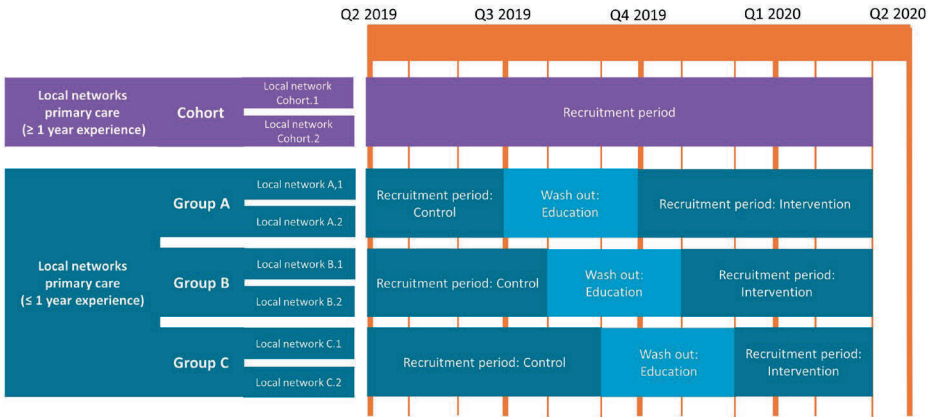 Q2 2019 Q3 2019 Q4 2019 Q1 2020 Q2 2020
Local networks
primary care
(≥ 1 year experience)
Cohort
Local network
Cohort.1
Local network
Cohort.2
Recruitment period
Local networks
primary care
(≤ 1 year experience)
Group A
Local network A,1
Local network A.2
Recruitment period:
Control
Wash out:
Education
Recruitment period: Intervention
Group B
Local network B.1
Local network B.2
Recruitment period: Control
Wash out:
Education
Recruitment period:
Intervention
Group C
Local network C.1
Local network C.2
Recruitment period: Control
Wash out:
Education
Recruitment period:
Intervention